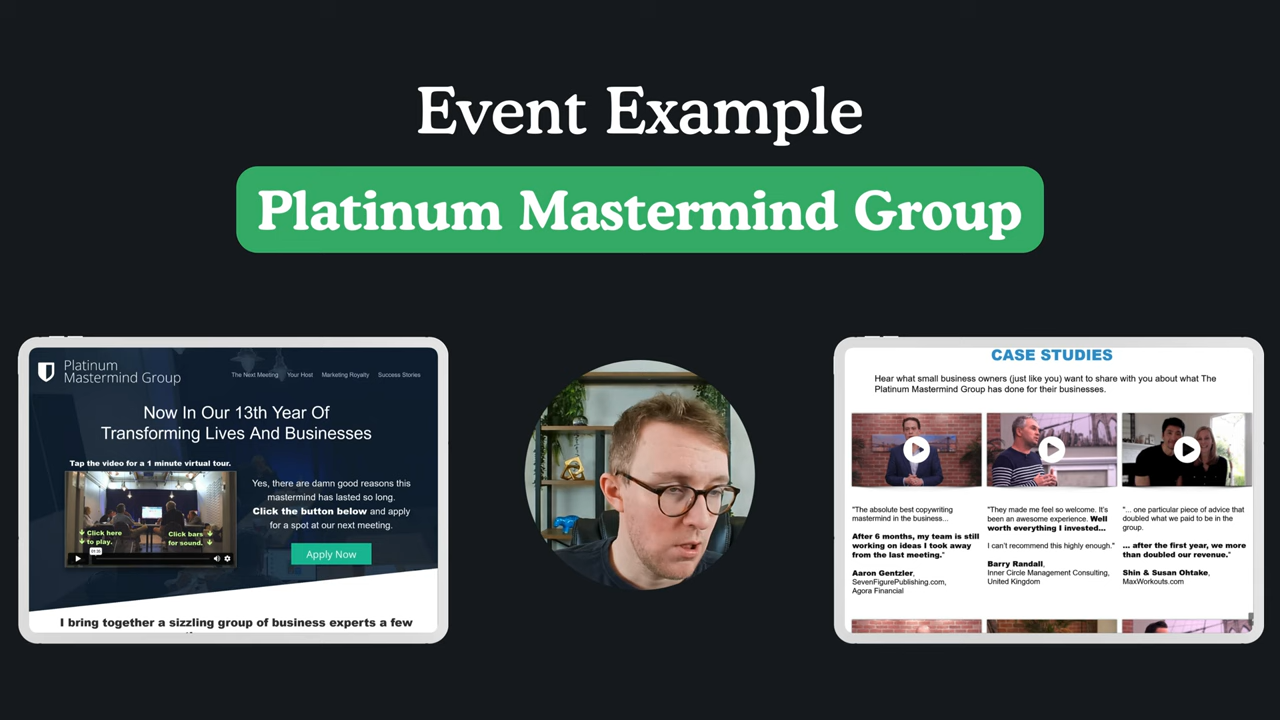 Event Example
Platinum Mastermind Group
Platinum
Mastermind Group
The Next Meeting
Your Host
Marketing Royalty
Success Stories
Now In Our 13th Year Of
Transforming Lives And Businesses
Tap the video for a 1 minute virtual tour.
Click here
to play.
Click bars
for sound.
Yes, there are damn good reasons this
mastermind has lasted so long.
Click the button below and apply
for a spot at our next meeting.
Apply Now
I bring together a sizzling group of business experts a few
CASE STUDIES
Hear what small business owners (just like you) want to share with you about what The
Platinum Mastermind Group has done for their businesses.
"The absolute best copywriting
mastermind in the business...
After 6 months, my team is still
working on ideas I took away
from the last meeting."
Aaron Gentzler,
SevenFigurePublishing.com,
Agora Financial
"They made me feel so welcome. It's
been an awesome experience. Well
worth everything I invested...
I can't recommend this highly enough."
Barry Randall,
Inner Circle Management Consulting,
United Kingdom
"... one particular piece of advice that
doubled what we paid to be in the
group.
... after the first year, we more
than doubled our revenue."
Shin & Susan Ohtake,
MaxWorkouts.com